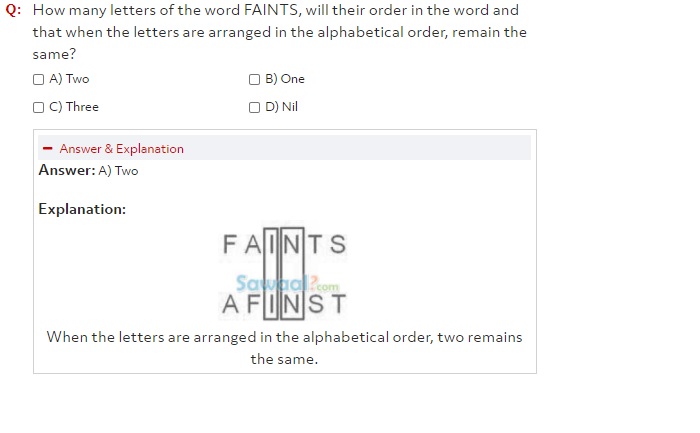 Q: How many letters of the word FAINTS, will their order in the word and
that when the letters are arranged in the alphabetical order, remain the
same?
A) Two B) One
C) Three D) Nil
− Answer & Explanation
Answer: A) Two
Explanation:
F A I N T S
Sawaal?.com
A F I N S T
When the letters are arranged in the alphabetical order, two remains
the same.